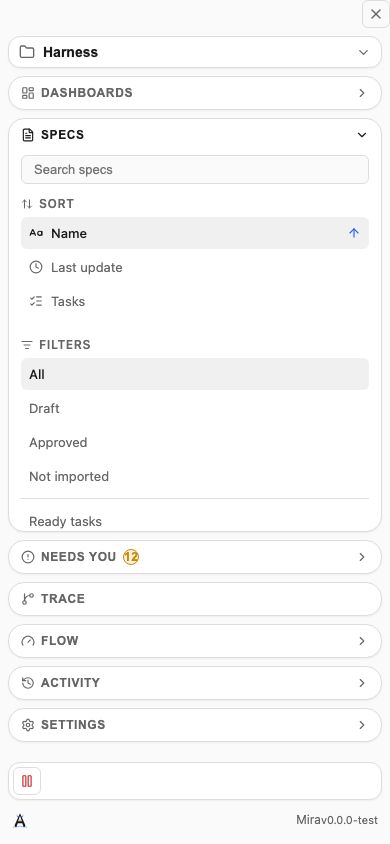 Harness
DASHBOARDS
SPECS
Search specs
SORT
Aa Name
Last update
Tasks
FILTERS
All
Draft
Approved
Not imported
Ready tasks
NEEDS YOU 12
TRACE
FLOW
ACTIVITY
SETTINGS
A Mirav0.0.0-test